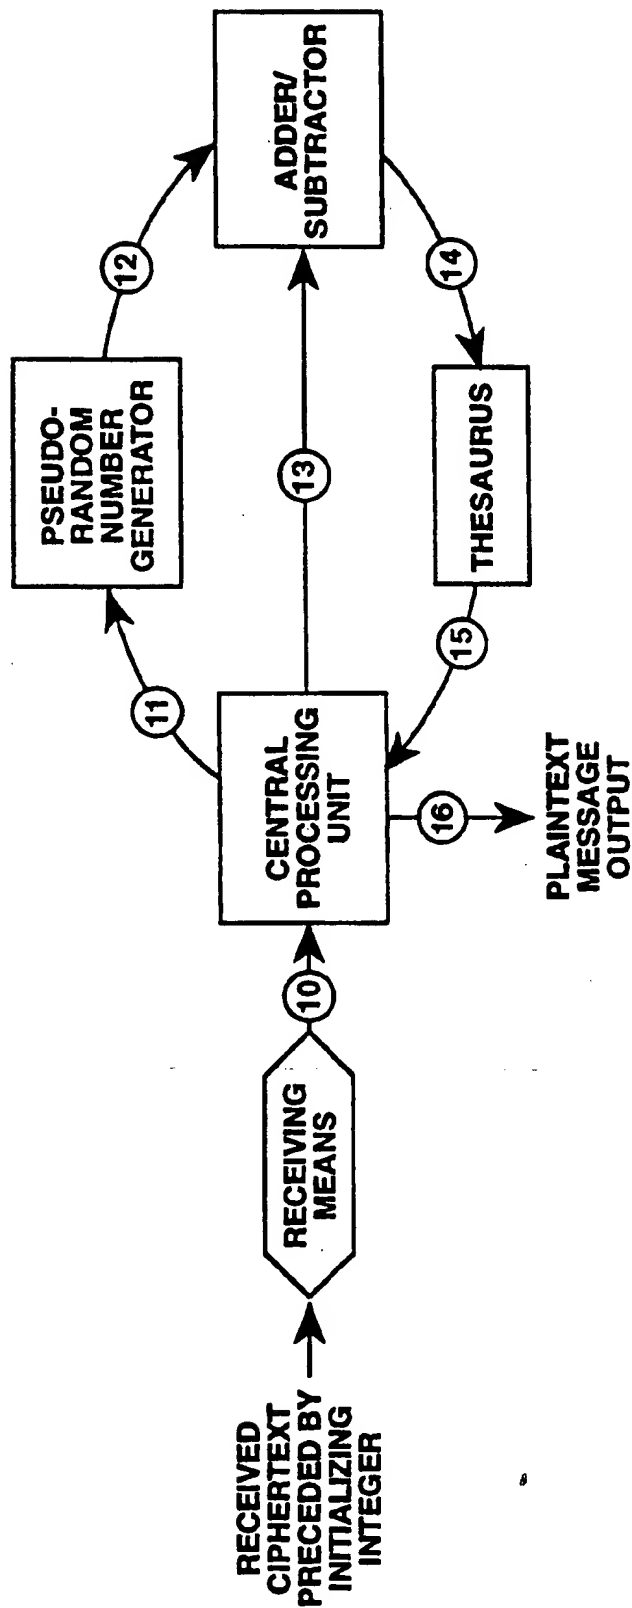 RECEIVED
CIPHERTEXT
PRECEDED BY
INITIALIZING
INTEGER
RECEIVING
MEANS
10
CENTRAL
PROCESSING
UNIT
11
PSEUDO-
RANDOM
NUMBER
GENERATOR
12
13
ADDER/
SUBTRACTOR
14
THESAURUS
15
16
PLAINTEXT
MESSAGE
OUTPUT